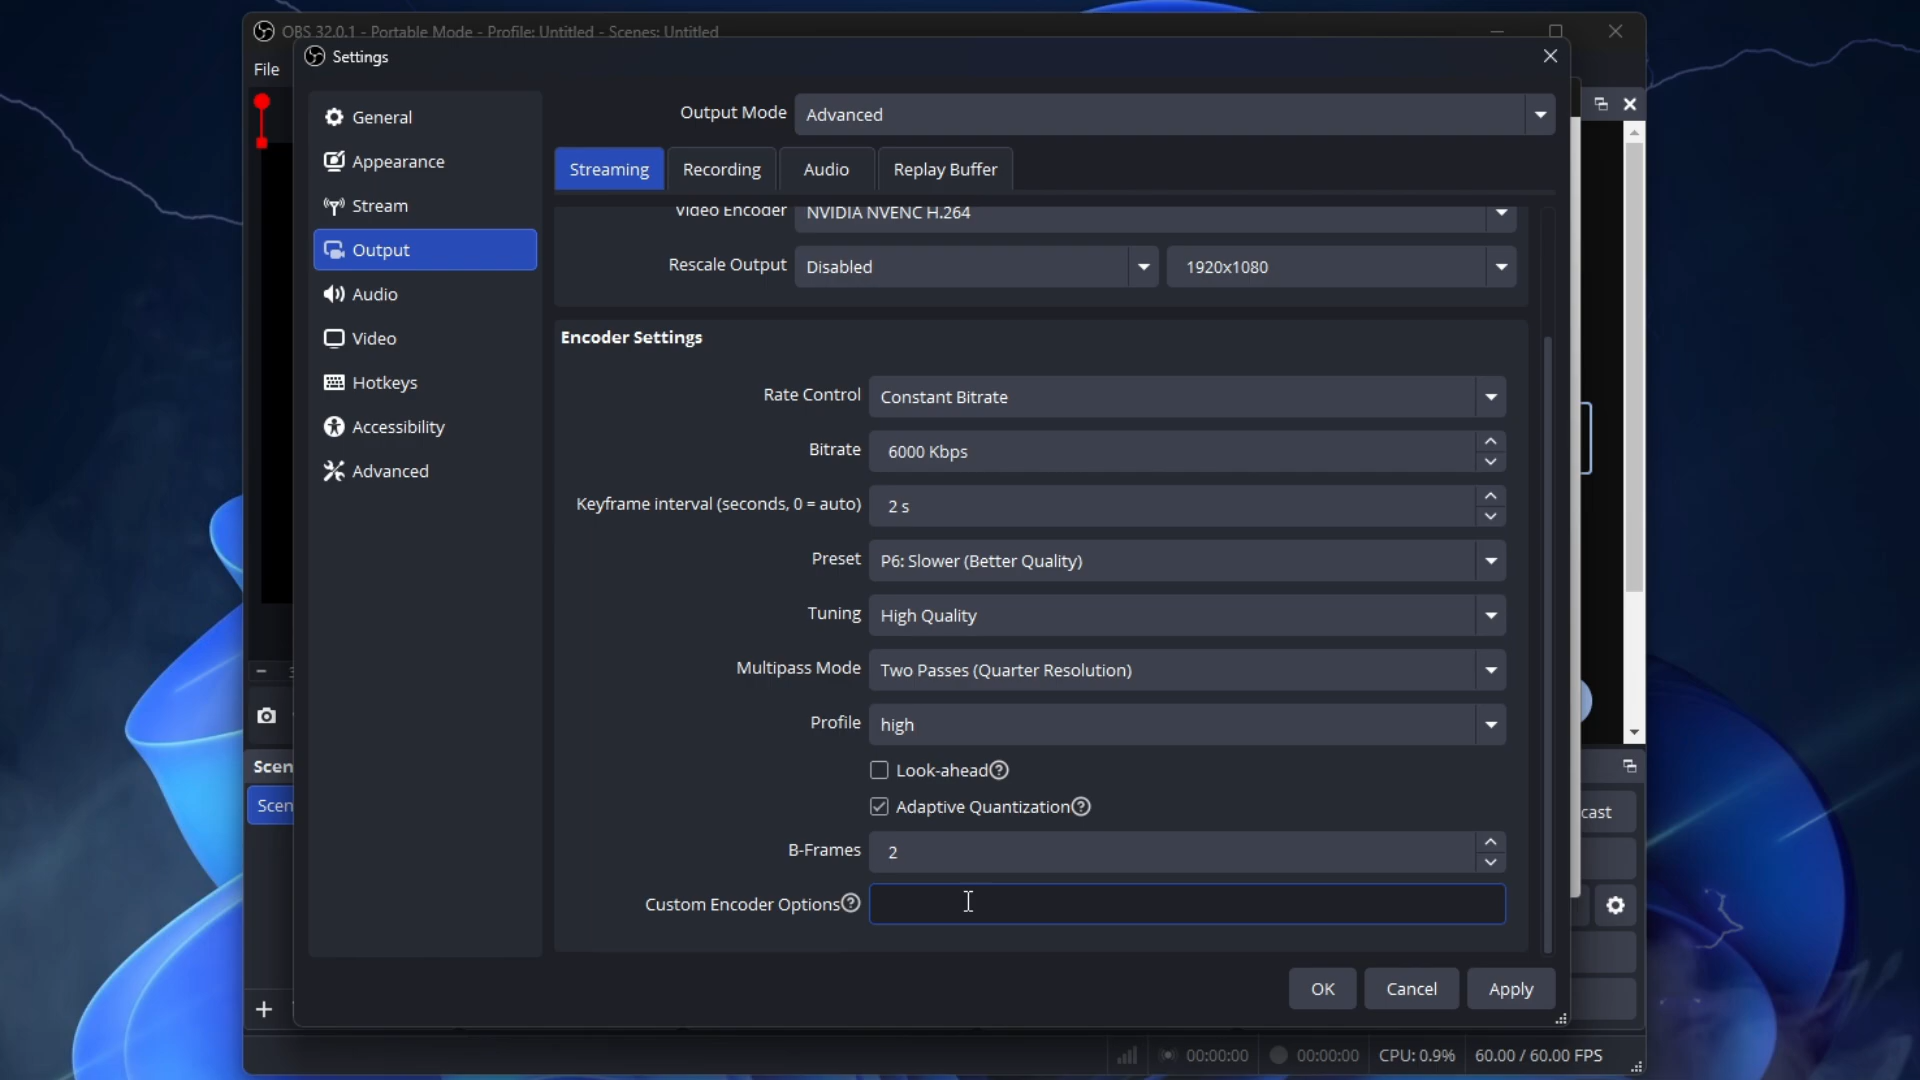 OBS 32.0.1 - Portable Mode - Profile: Untitled - Scenes: Untitled
Settings
File
General
Appearance
Stream
Output
Audio
Video
Hotkeys
Accessibility
Advanced
Output Mode
Advanced
Streaming
Recording
Audio
Replay Buffer
Video Encoder
NVIDIA NVENC H.264
Rescale Output
Disabled
1920x1080
Encoder Settings
Rate Control
Constant Bitrate
Bitrate
6000 Kbps
Keyframe interval (seconds, 0 = auto)
2 s
Preset
P6: Slower (Better Quality)
Tuning
High Quality
Multipass Mode
Two Passes (Quarter Resolution)
Profile
high
Look-ahead
Adaptive Quantization
B-Frames
2
Custom Encoder Options
Scen
Scen
cast
OK
Cancel
Apply
00:00:00
00:00:00
CPU: 0.9%
60.00 / 60.00 FPS